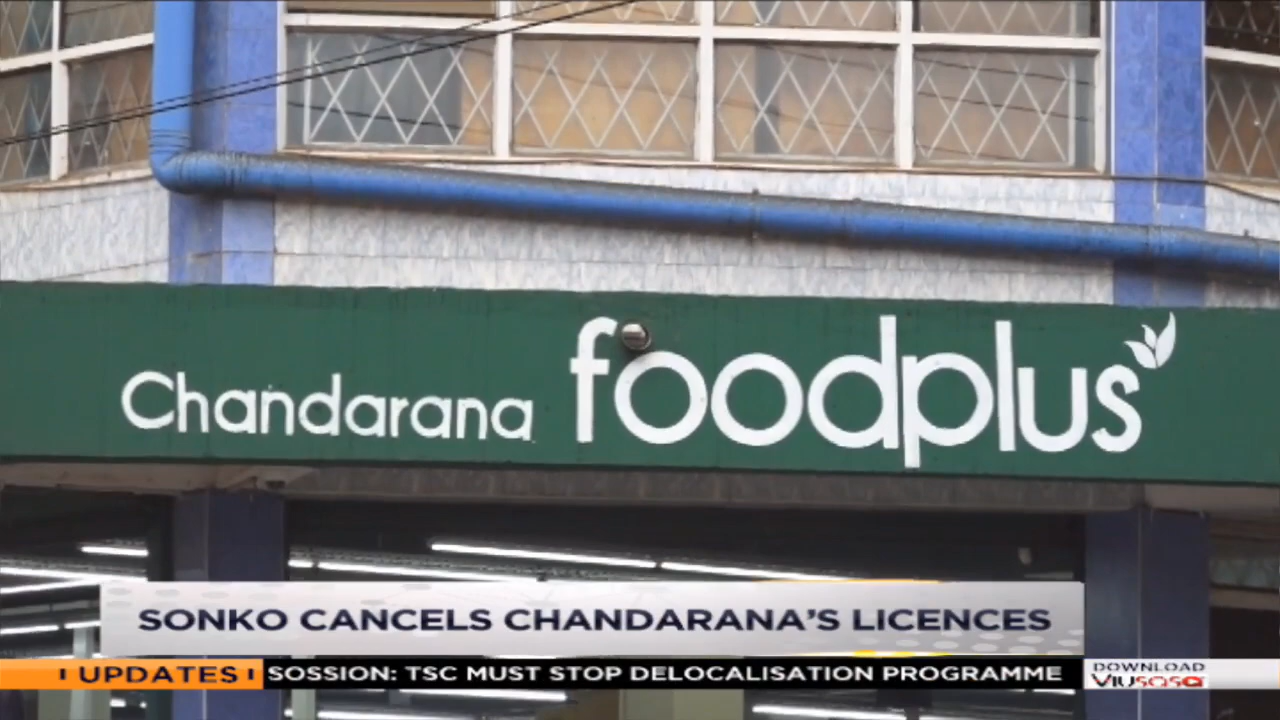 Chandarana foodplus
SONKO CANCELS CHANDARANA'S LICENCES
UPDATES SOSSION: TSC MUST STOP DELOCALISATION PROGRAMME
DOWNLOAD
VIUSASA